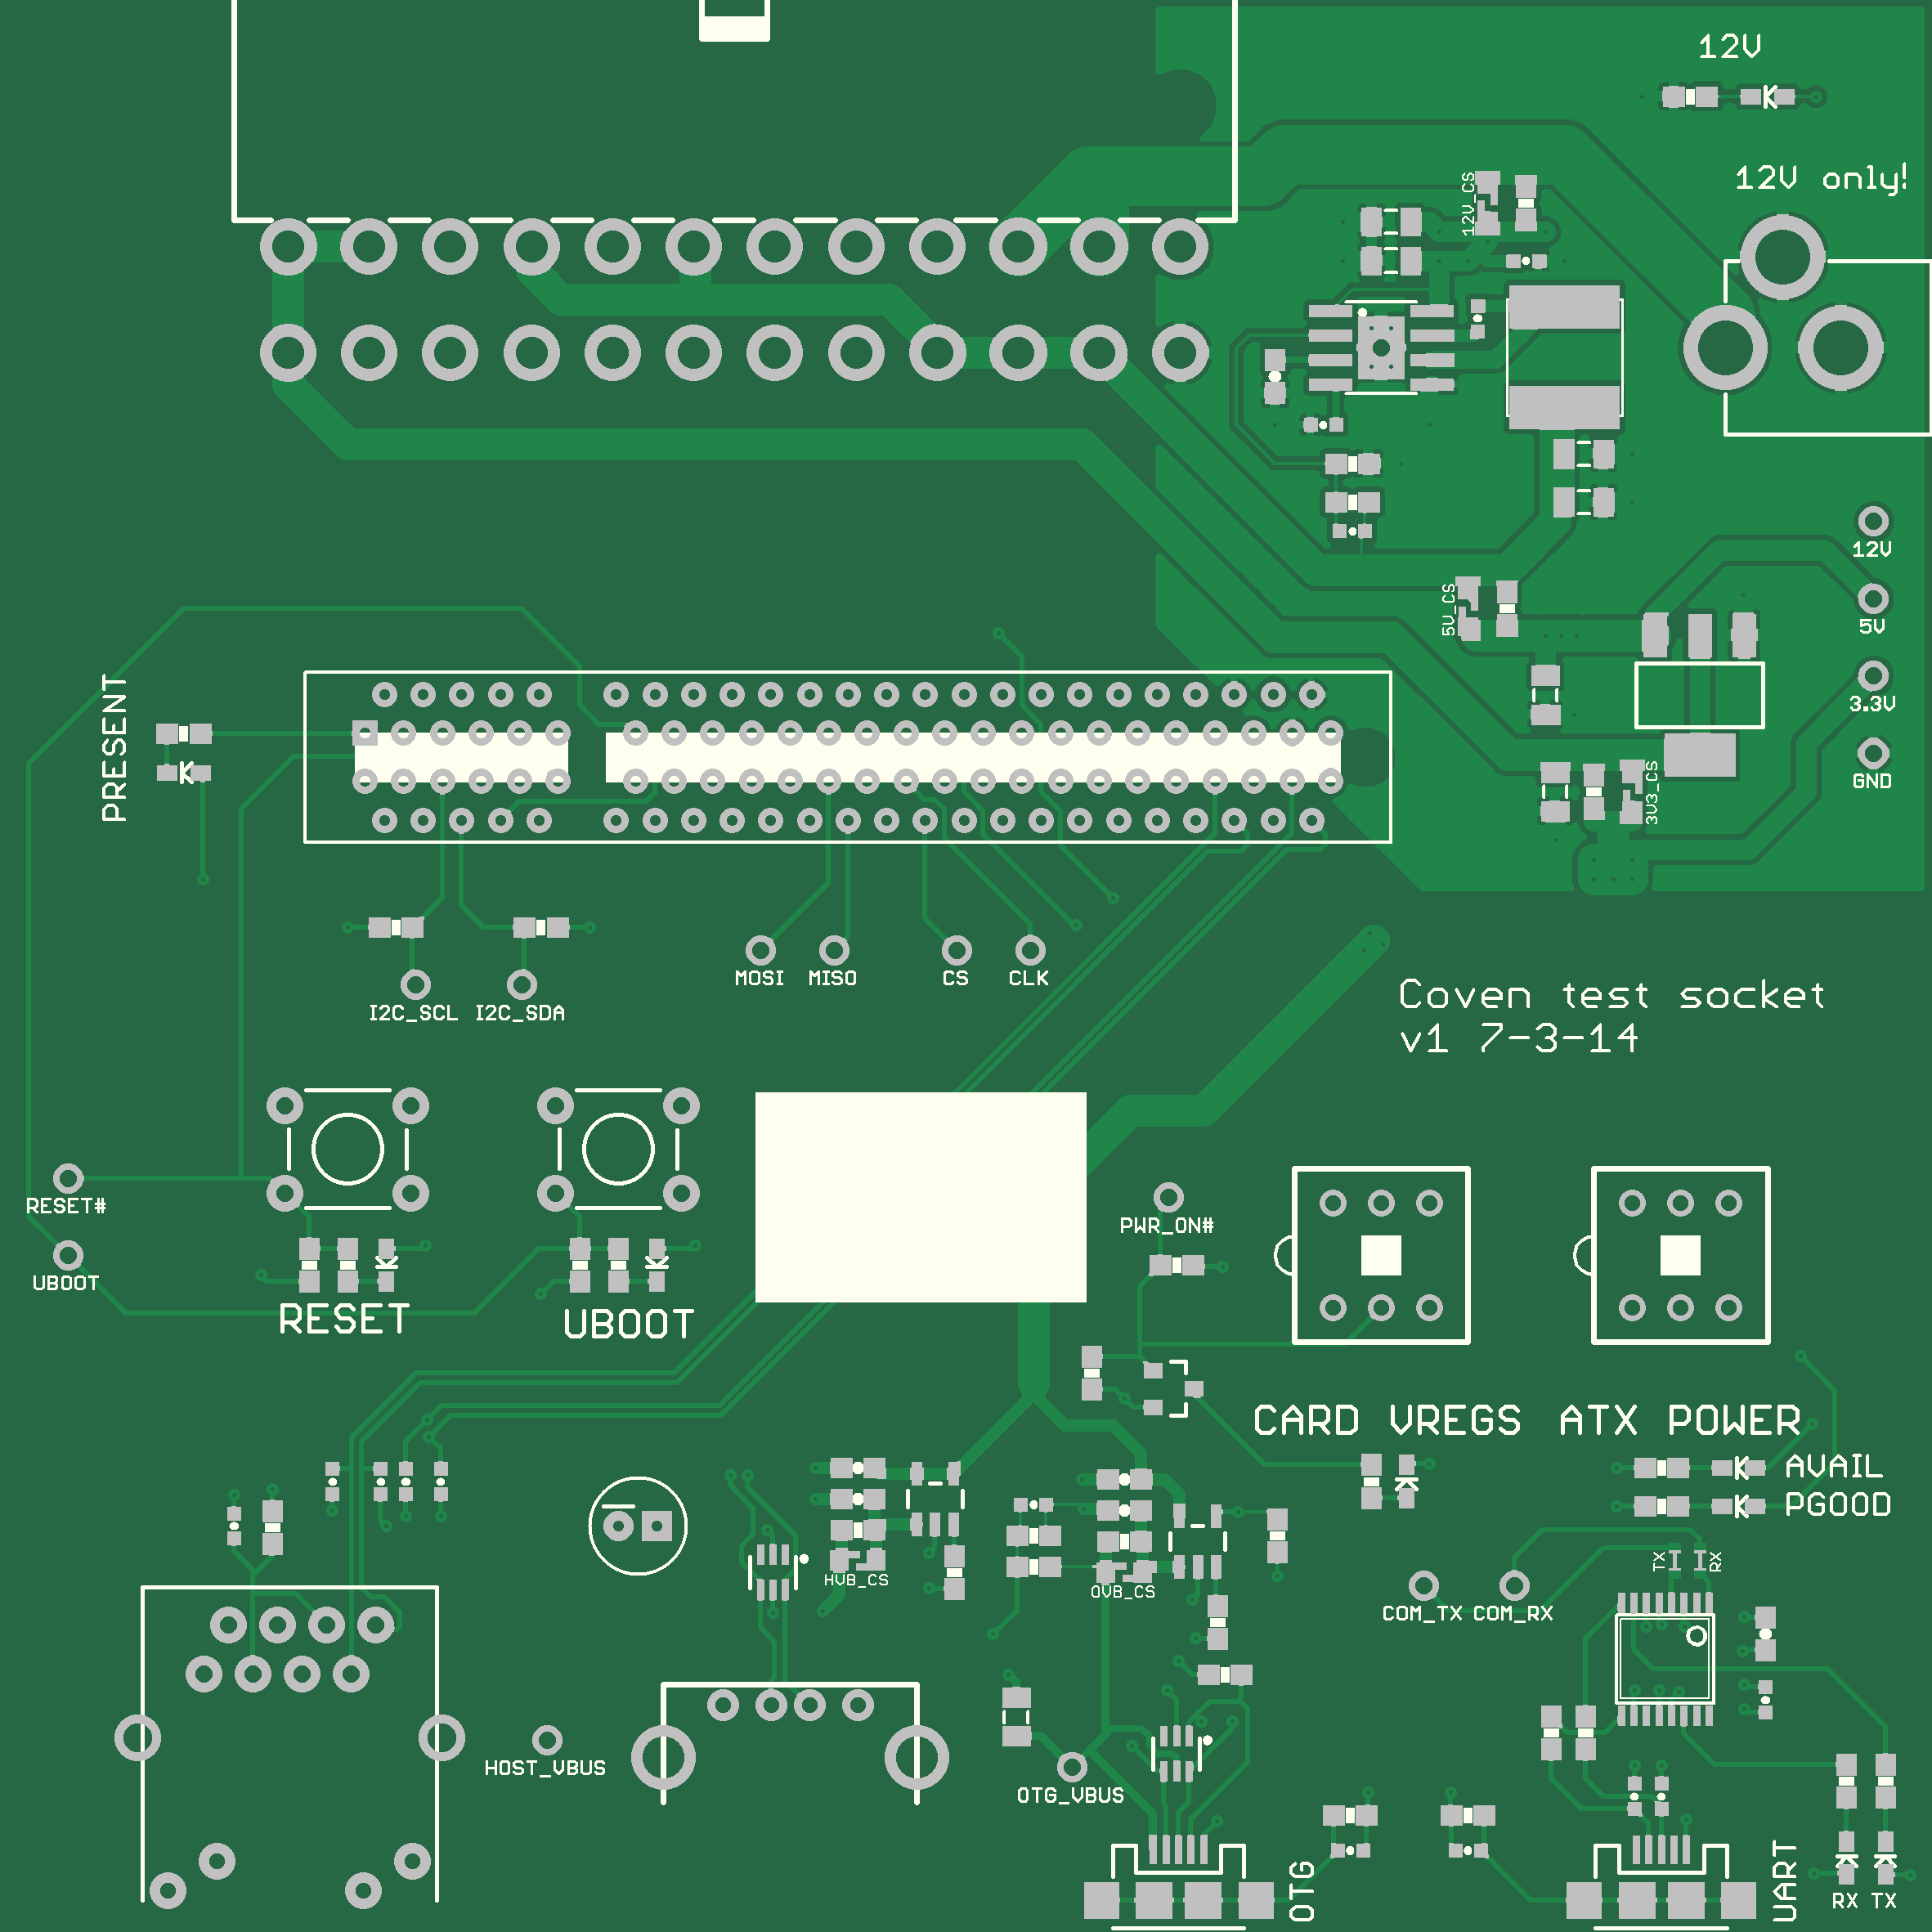 12V
12V only!
12V_CS
12V
5V_CS
5V
3.3V
PRESENT
3V3_CS
GND
MOSI MISO CS CLK
I2C_SCL I2C_SDA
Coven test socket
v1 7-3-14
RESET#
PWR_ON#
UBOOT
RESET UBOOT
CARD VREGS ATX POWER
AVAIL
PGOOD
TX RX
HVB_CS
OVB_CS
COM_TX COM_RX
HOST_VBUS
OTG_VBUS
OTG
UART
RX TX